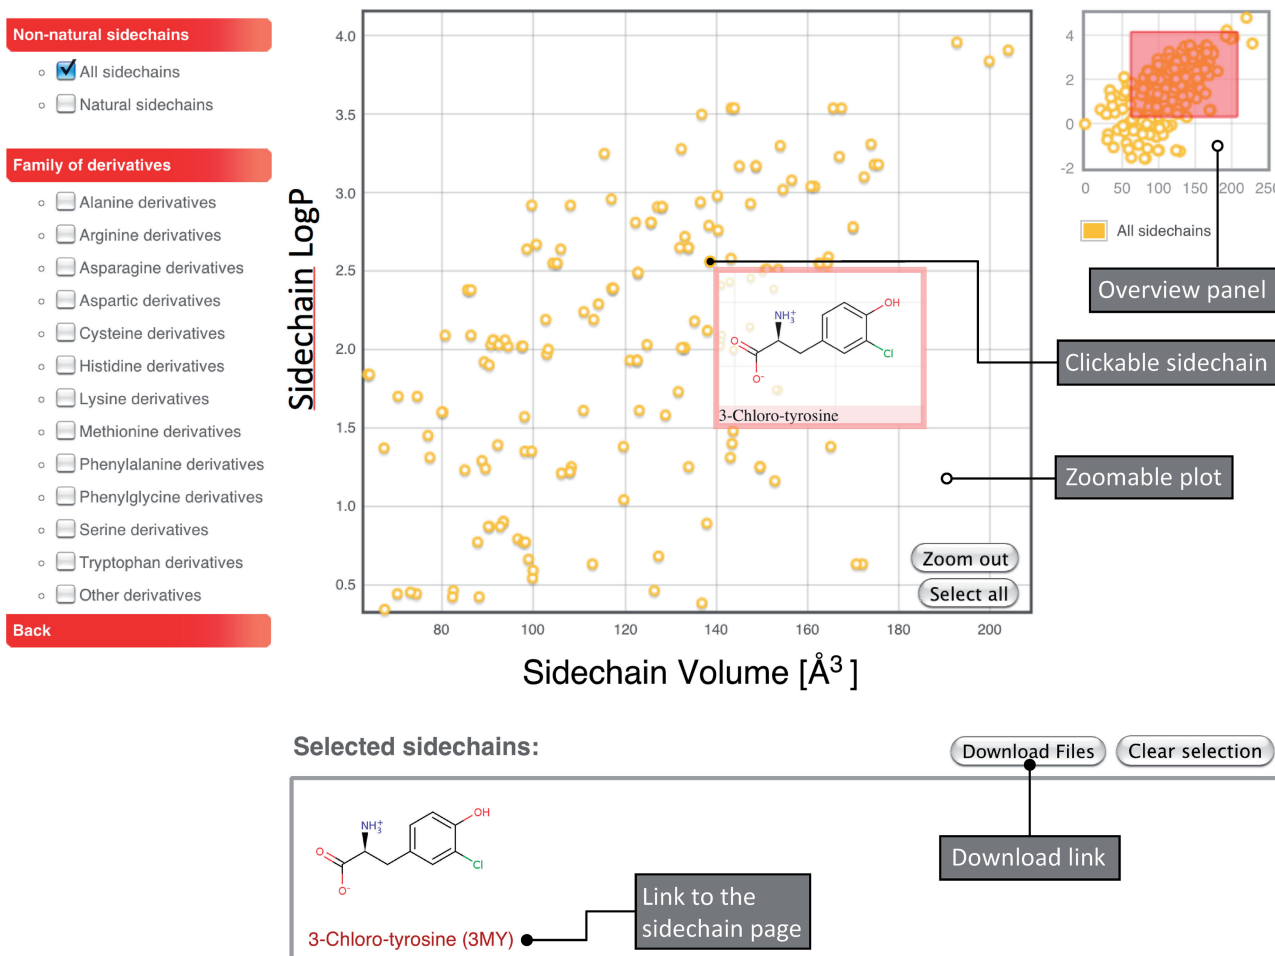 Non-natural sidechains
All sidechains
Natural sidechains
Family of derivatives
Alanine derivatives
Arginine derivatives
Asparagine derivatives
Aspartic derivatives
Cysteine derivatives
Histidine derivatives
Lysine derivatives
Methionine derivatives
Phenylalanine derivatives
Phenylglycine derivatives
Serine derivatives
Tryptophan derivatives
Other derivatives
Back
Sidechain LogP
4.0
3.5
3.0
2.5
2.0
1.5
1.0
0.5
80 100 120 140 160 180 200
Sidechain Volume [Å3 ]
OH
NH3+
O
O-
Cl
3-Chloro-tyrosine
Zoom out
Select all
4
2
0
-2
0 50 100 150 200 250
All sidechains
Overview panel
Clickable sidechain
Zoomable plot
Selected sidechains:
Download Files
Clear selection
Download link
OH
NH3+
O
O-
Cl
3-Chloro-tyrosine (3MY)
Link to the
sidechain page